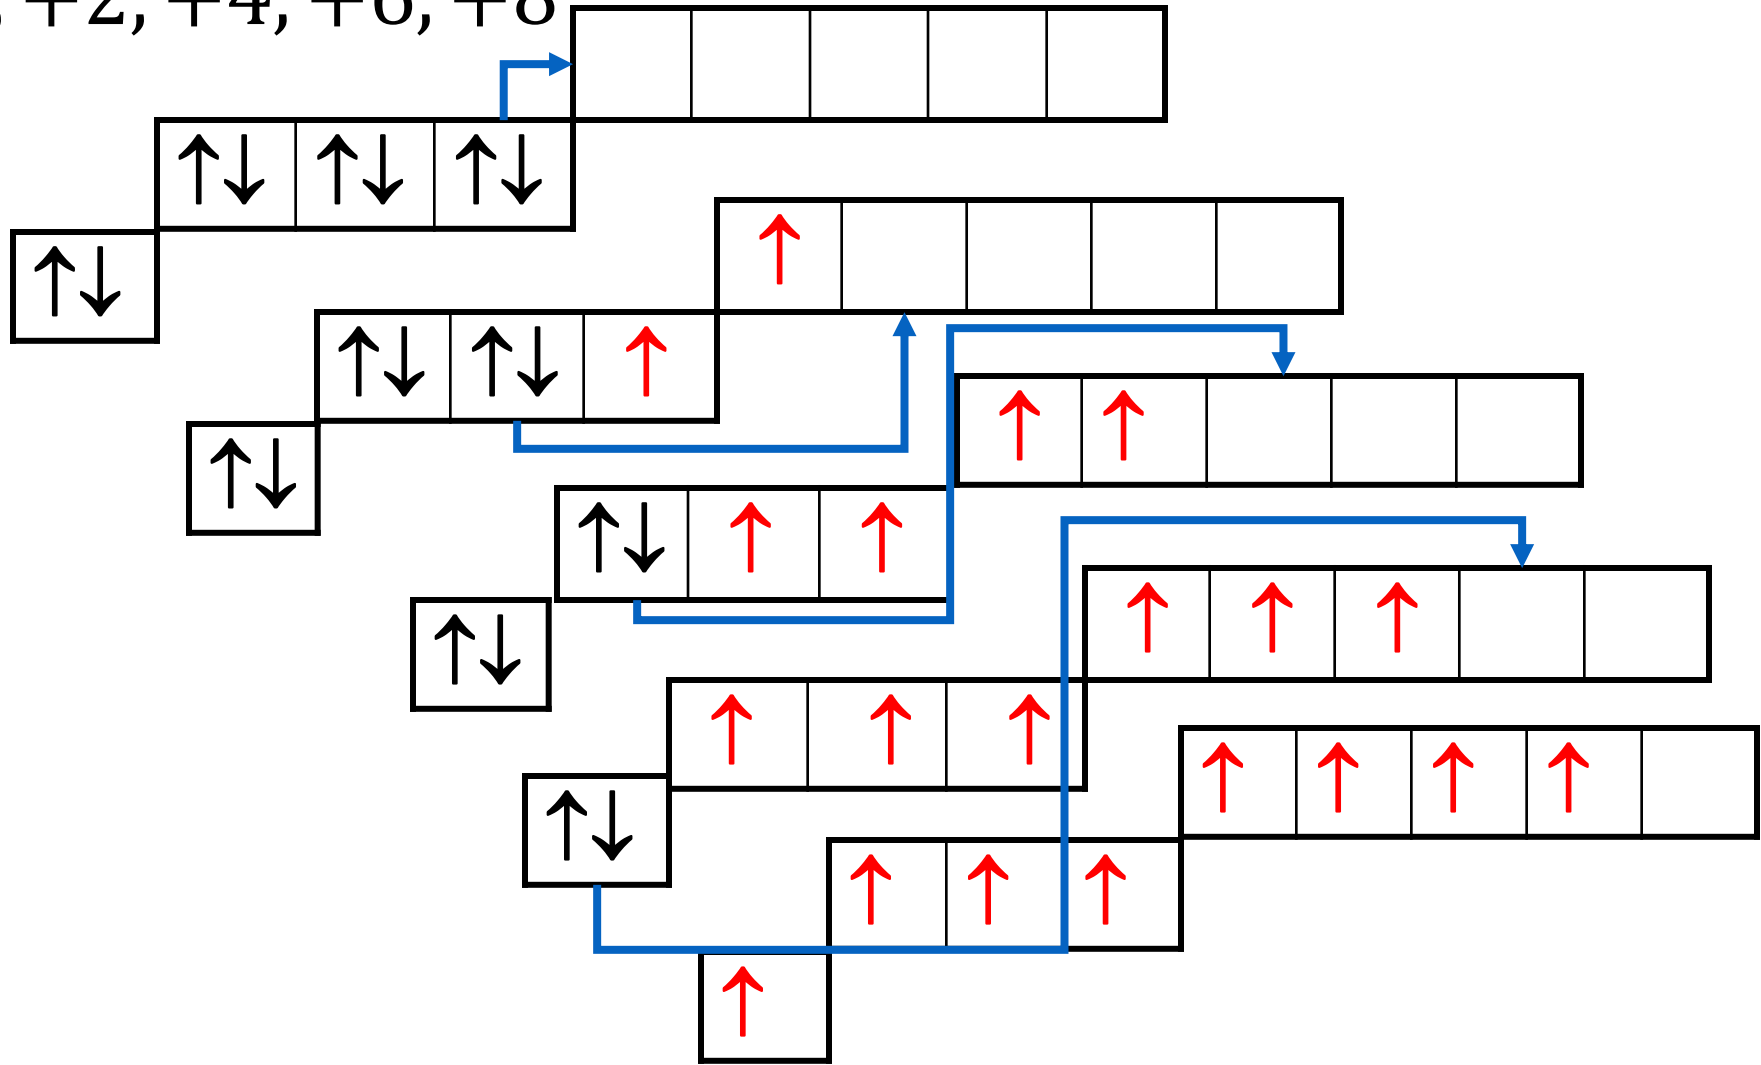 , +2, +4, +6, +8